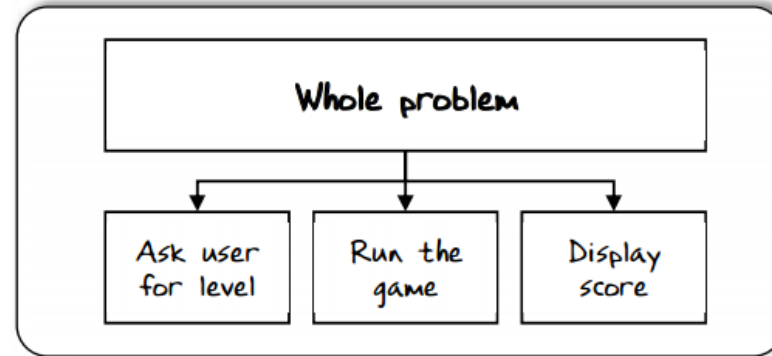 Whole problem
Ask user
for level
Run the
game
Display
score